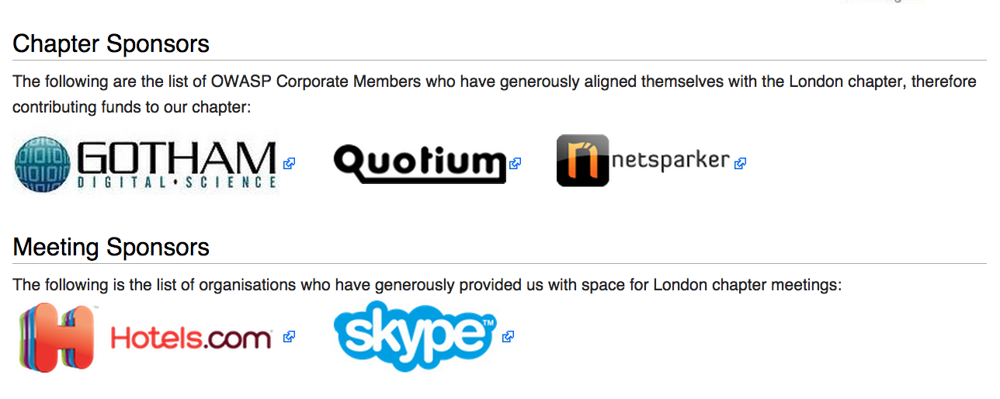 Chapter Sponsors
The following are the list of OWASP Corporate Members who have generously aligned themselves with the London chapter, therefore
contributing funds to our chapter:
GOTHAM
DIGITAL·SCIENCE
Quotium
n netsparker
Meeting Sponsors
The following is the list of organisations who have generously provided us with space for London chapter meetings:
H Hotels.com
skype™